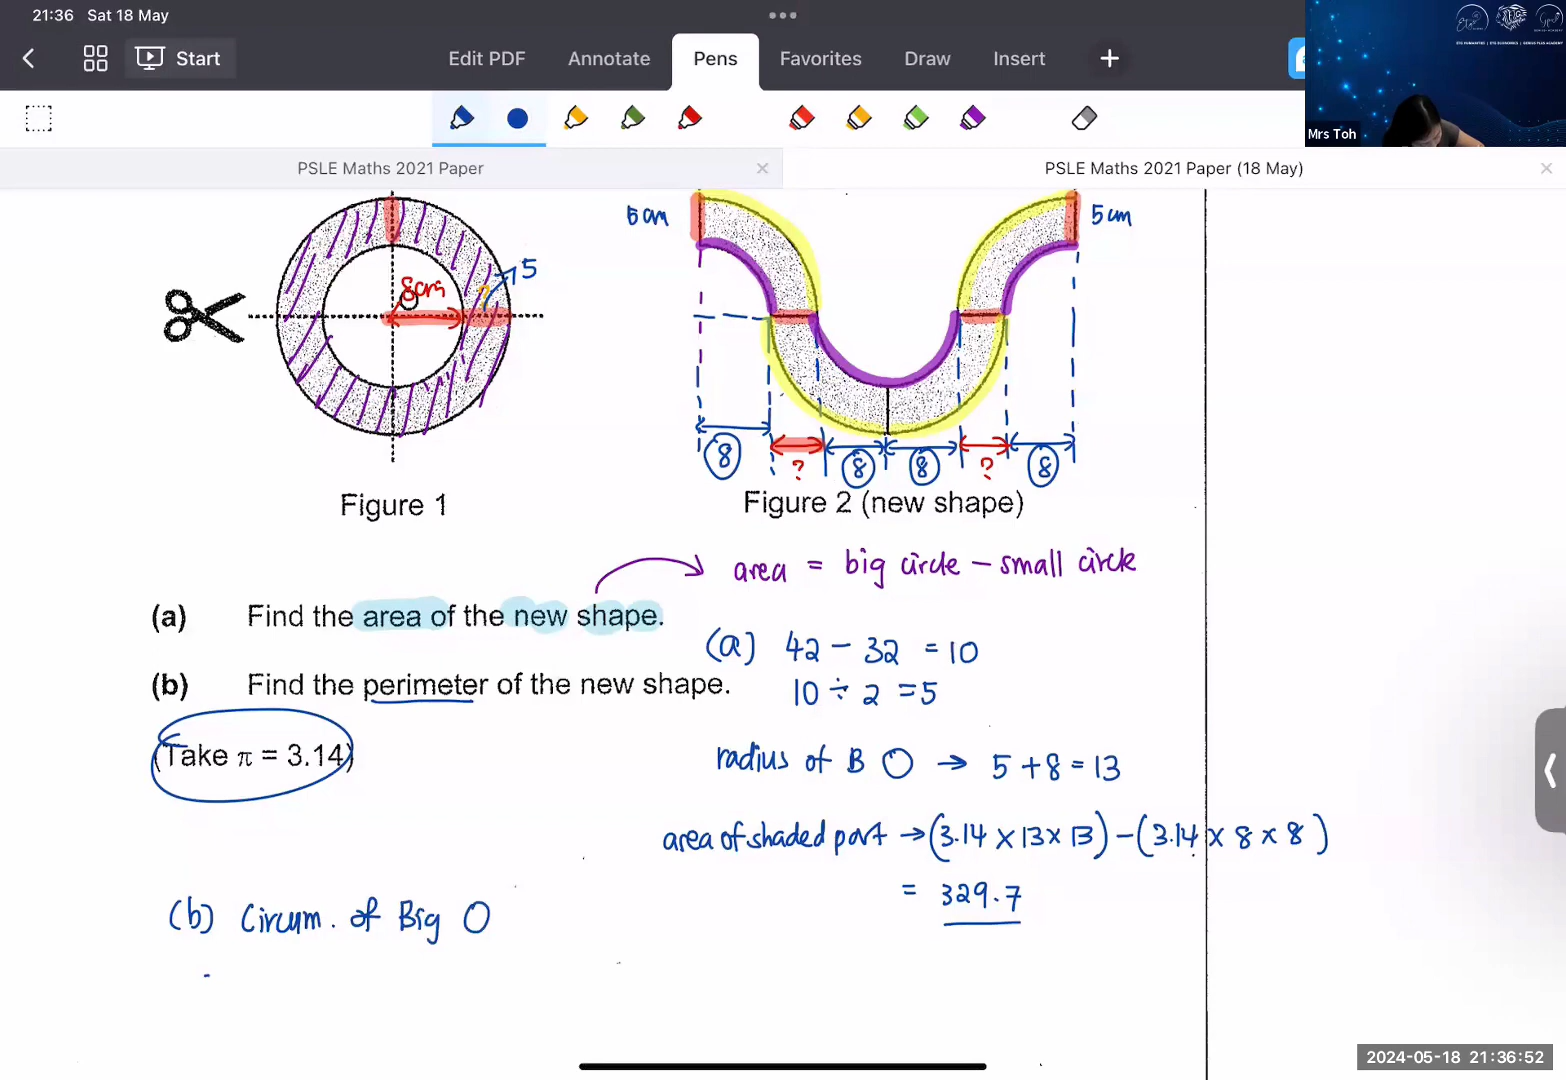 21:36 Sat 18 May
Start
Edit PDF Annotate Pens Favorites Draw Insert
Mrs Toh
PSLE Maths 2021 Paper
PSLE Maths 2021 Paper (18 May)
5cm
5cm
8cm
? 5
8 ? 8 8 ? 8
Figure 1
Figure 2 (new shape)
area = big circle - small circle
(a) Find the area of the new shape.
(a) 42 - 32 = 10
(b) Find the perimeter of the new shape.
10 ÷ 2 = 5
(Take π = 3.14)
radius of B O → 5 + 8 = 13
area of shaded part → (3.14 × 13 × 13) - (3.14 × 8 × 8)
= 329.7
(b) Circum. of Big O
2024-05-18 21:36:52